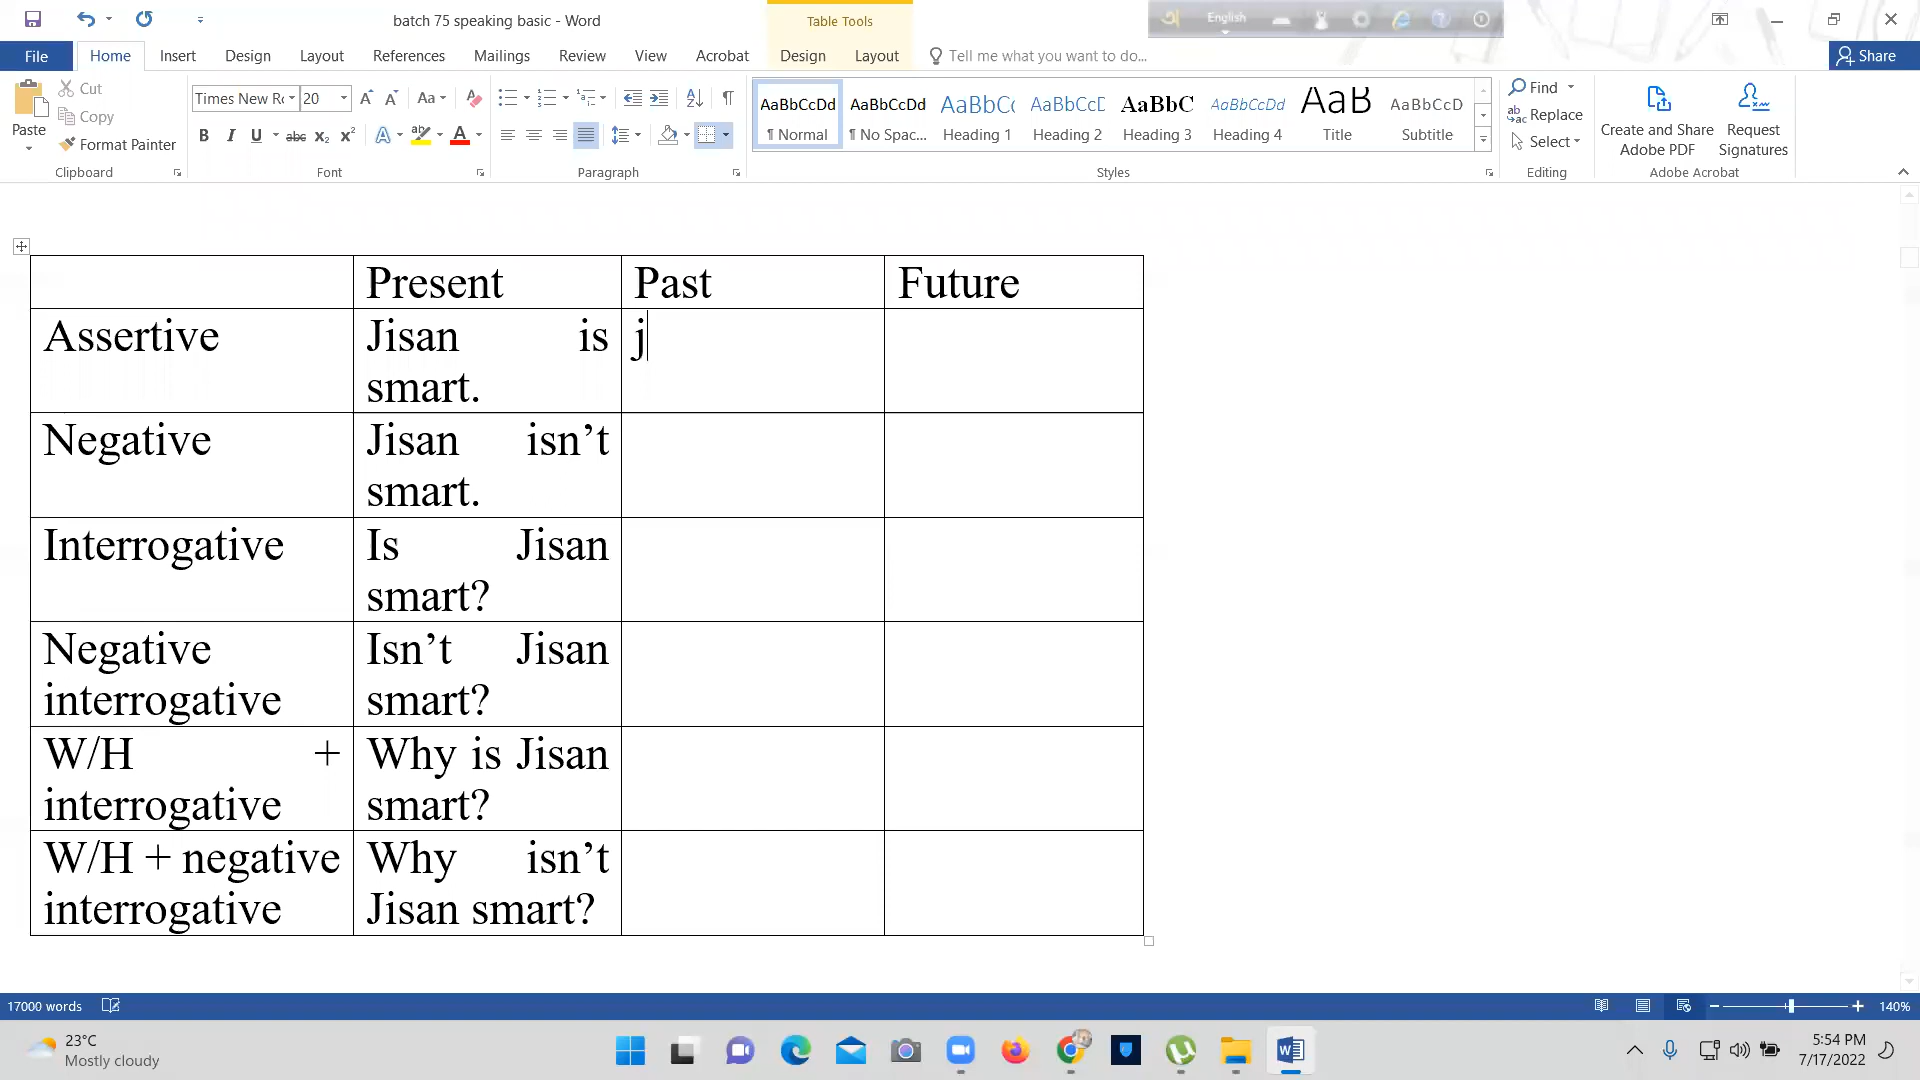 batch 75 speaking basic - Word
Table Tools
English
File Home Insert Design Layout References Mailings Review View Acrobat Design Layout Tell me what you want to do... Share
Paste
Cut
Copy
Format Painter
Clipboard
Times New Ro 20
Font
Paragraph
AaBbCcDd ¶ Normal
AaBbCcDd ¶ No Spac...
AaBbC Heading 1
AaBbCcD Heading 2
AaBbC Heading 3
AaBbCcDd Heading 4
AaB Title
AaBbCcD Subtitle
Styles
Find
Replace
Select
Editing
Create and Share Adobe PDF
Request Signatures
Adobe Acrobat
Present Past Future
Assertive Jisan is j
smart.
Negative Jisan isn’t
smart.
Interrogative Is Jisan
smart?
Negative Isn’t Jisan
interrogative smart?
W/H + Why is Jisan
interrogative smart?
W/H + negative Why isn’t
interrogative Jisan smart?
17000 words 140%
23°C
Mostly cloudy
5:54 PM
7/17/2022